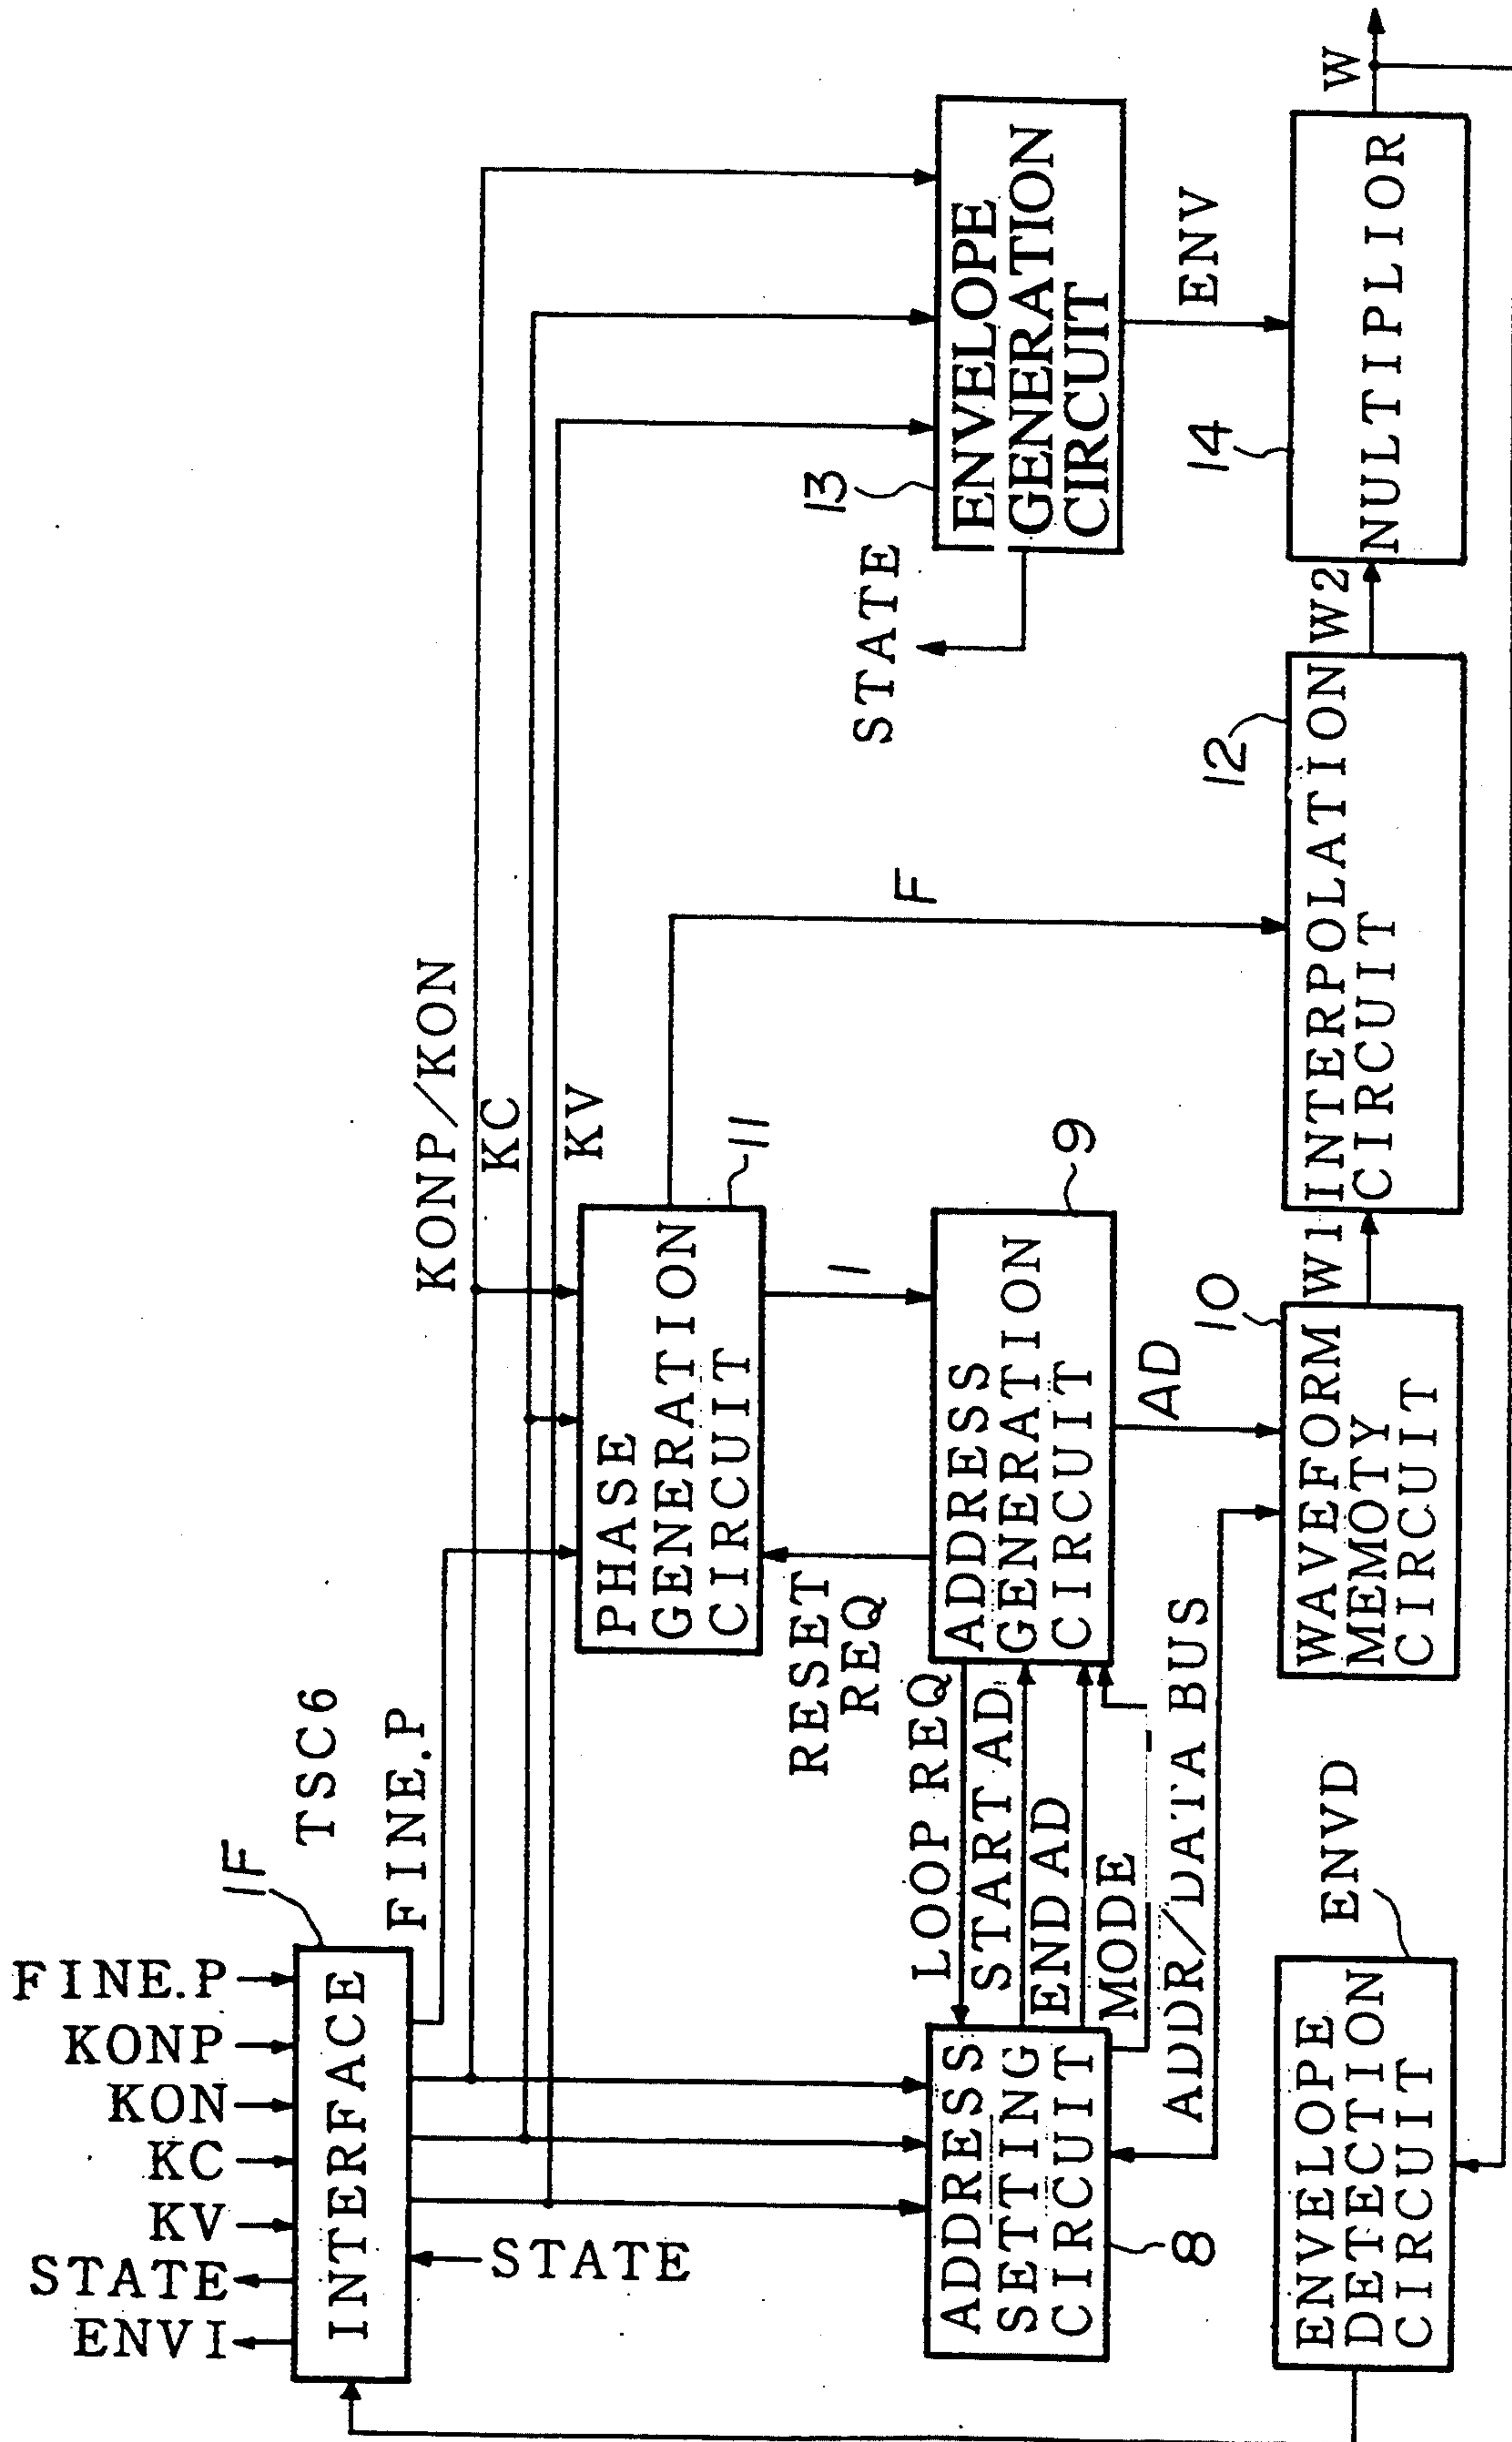 FINE.P
KONP
KON
KC
KV
STATE
ENVI
1F
TSC6
INTERFACE
STATE
FINE.P
KONP/KON
KC
KV
PHASE
GENERATION
CIRCUIT
11
F
RESET
REQ
I
ADDRESS
SETTING
CIRCUIT
8
LOOP REQ
START AD
END AD
MODE
ADDR/DATA BUS
ADDRESS
GENERATION
CIRCUIT
9
AD
STATE
13
ENVELOPE
GENERATION
CIRCUIT
ENV
ENVELOPE
DETECTION
CIRCUIT
ENVD
WAVEFORM
MEMOTY
CIRCUIT
10
W1
INTERPOLATION
CIRCUIT
12
W2
NULTIPLIOR
14
W